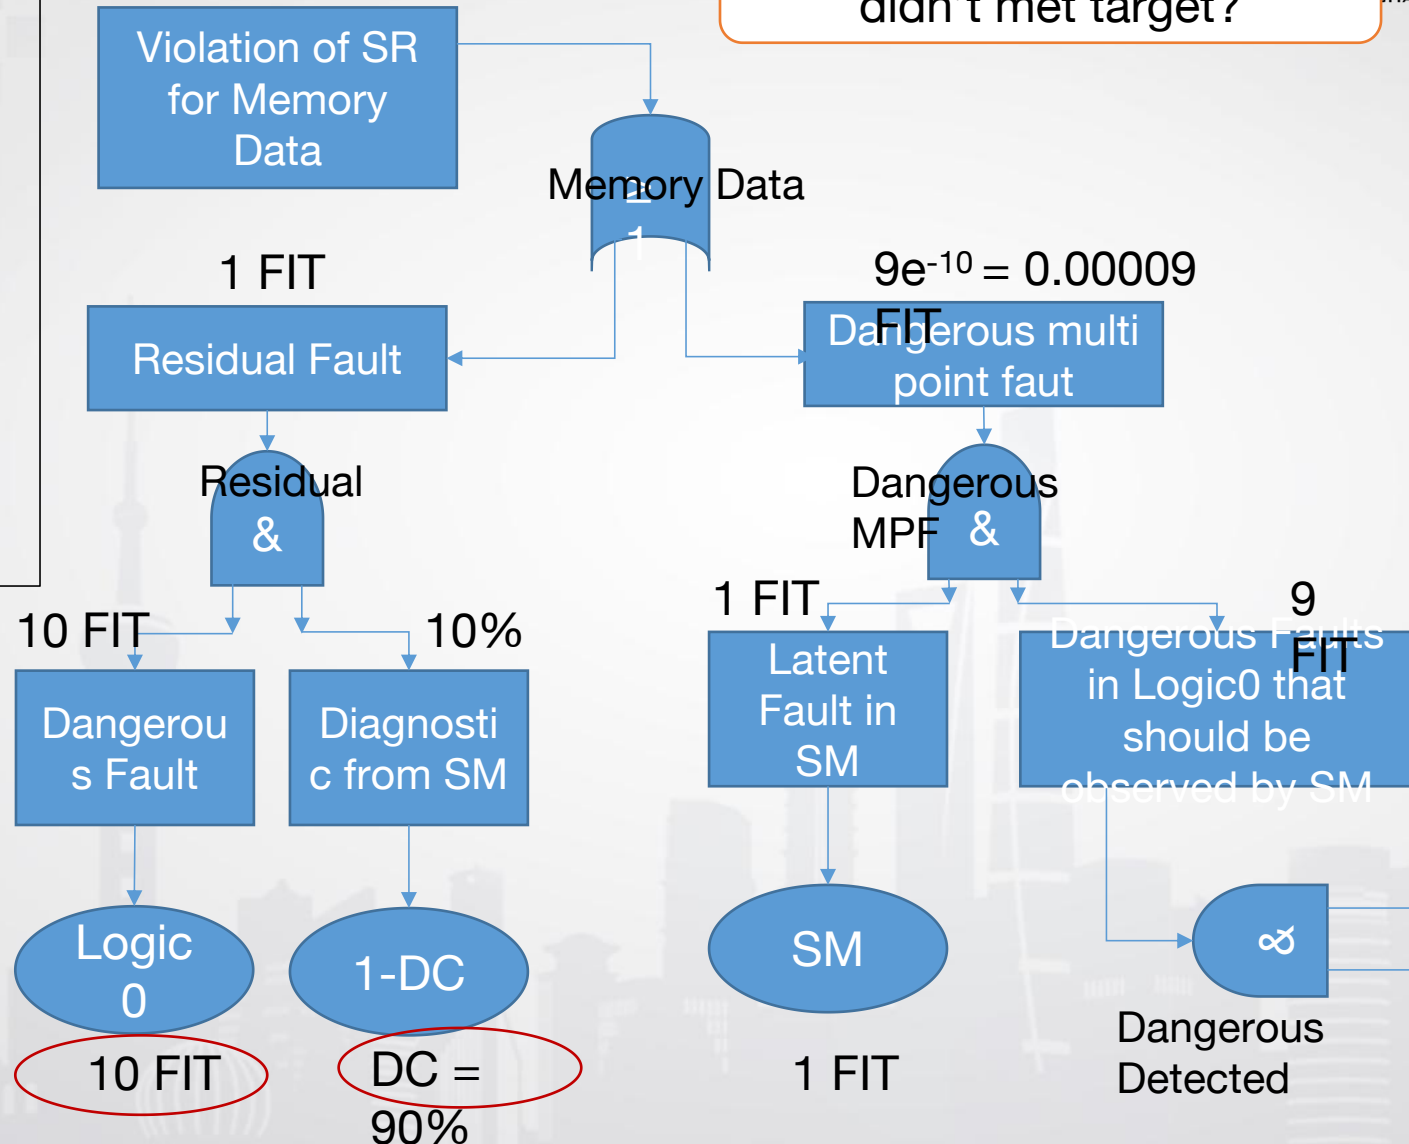 didn't met target?
Violation of SR
for Memory
Data
Memory Data
≥
1
1 FIT
9e-10 = 0.00009
FIT
Residual Fault
Dangerous multi
point faut
Residual
&
Dangerous
MPF
&
10 FIT
10%
1 FIT
9
FIT
Dangerou
s Fault
Diagnosti
c from SM
Latent
Fault in
SM
Dangerous Faults
in Logic0 that
should be
observed by SM
Logic
0
1-DC
SM
&
10 FIT
DC =
90%
1 FIT
Dangerous
Detected